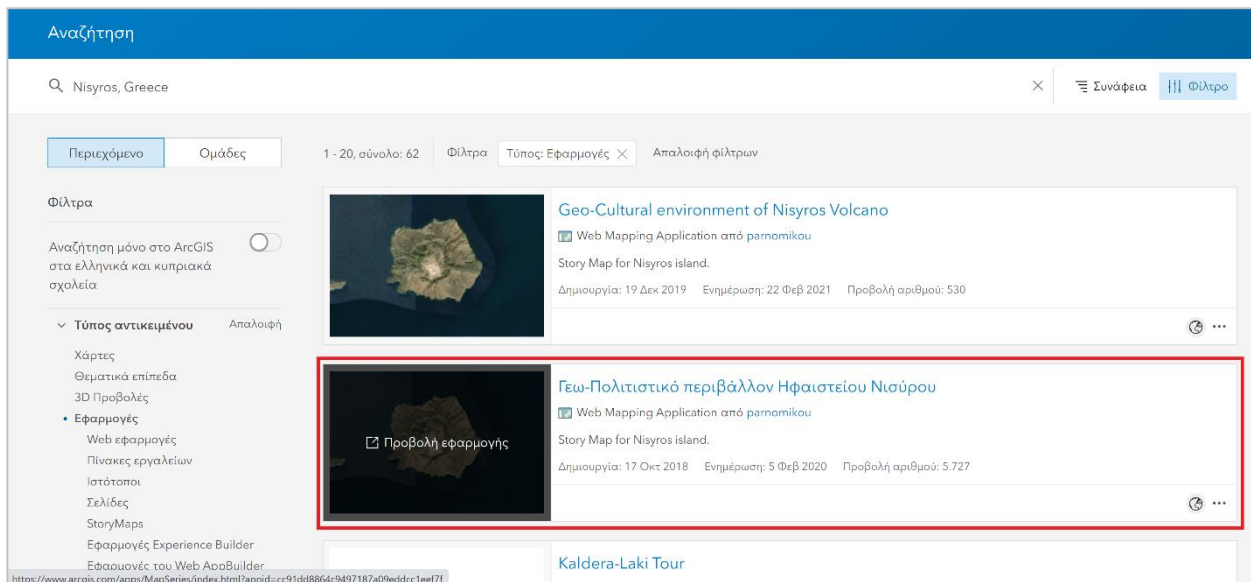 Αναζήτηση
Nisyros, Greece
Συνάφεια
Φίλτρο
Περιεχόμενο
Ομάδες
1 - 20, σύνολο: 62
Φίλτρα
Τύπος: Εφαρμογές
Απαλοιφή φίλτρων
Φίλτρα
Αναζήτηση μόνο στο ArcGIS
στα ελληνικά και κυπριακά
σχολεία
Τύπος αντικειμένου
Απαλοιφή
Χάρτες
Θεματικά επίπεδα
3D Προβολές
Εφαρμογές
Web εφαρμογές
Πίνακες εργαλείων
Ιστότοποι
Σελίδες
StoryMaps
Εφαρμογές Experience Builder
Εφαρμογές του Web AppBuilder
Geo-Cultural environment of Nisyros Volcano
Web Mapping Application από parnomikou
Story Map for Nisyros island.
Δημιουργία: 19 Δεκ 2019 Ενημέρωση: 22 Φεβ 2021 Προβολή αριθμού: 530
Προβολή εφαρμογής
Γεω-Πολιτιστικό περιβάλλον Ηφαιστείου Νισύρου
Web Mapping Application από parnomikou
Story Map for Nisyros island.
Δημιουργία: 17 Οκτ 2018 Ενημέρωση: 5 Φεβ 2020 Προβολή αριθμού: 5.727
Kaldera-Laki Tour